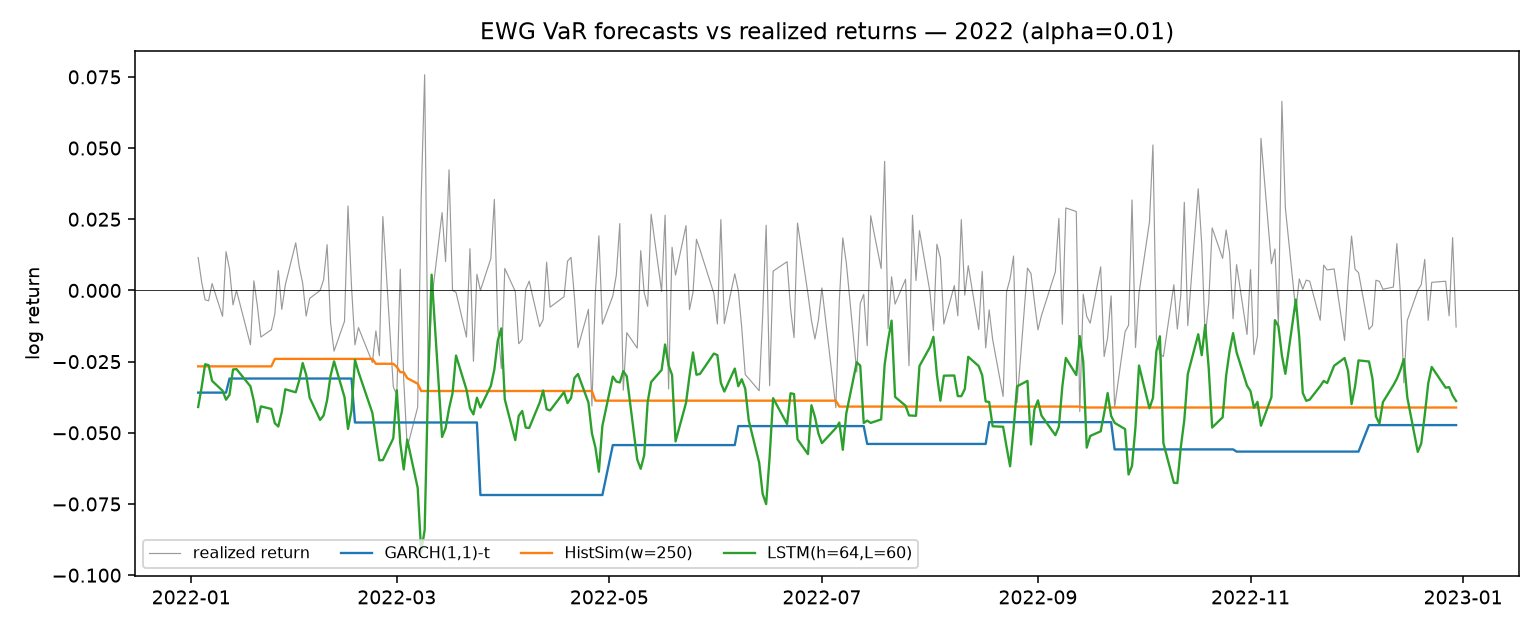 EWG VaR forecasts vs realized returns — 2022 (alpha=0.01)
0.075
0.050
0.025
0.000
−0.025
−0.050
−0.075
−0.100
log return
realized return GARCH(1,1)-t HistSim(w=250) LSTM(h=64,L=60)
2022-01 2022-03 2022-05 2022-07 2022-09 2022-11 2023-01